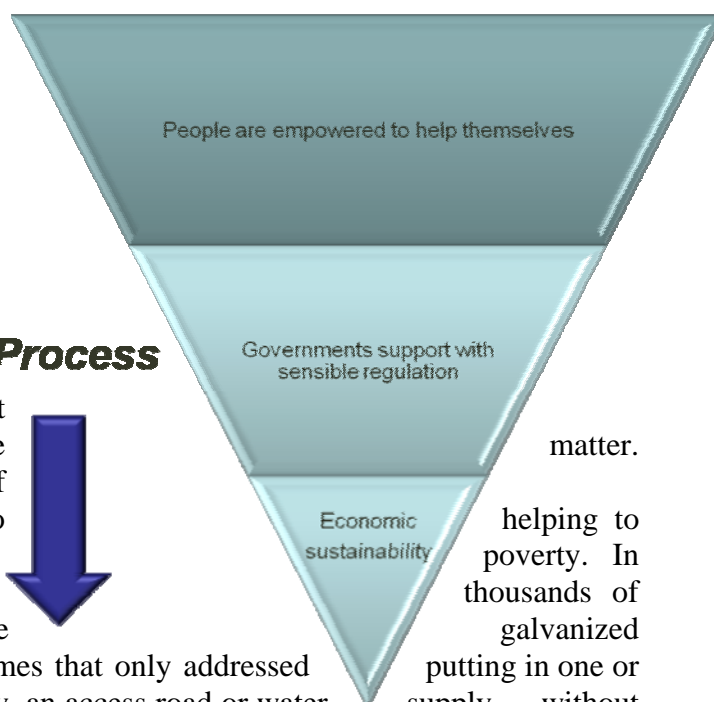 People are empowered to help themselves
Governments support with
sensible regulation
Economic
sustainability
Process
matter.
helping to
poverty. In
thousands of
galvanized
mes that only addressed putting in one or
an access road or water supply without